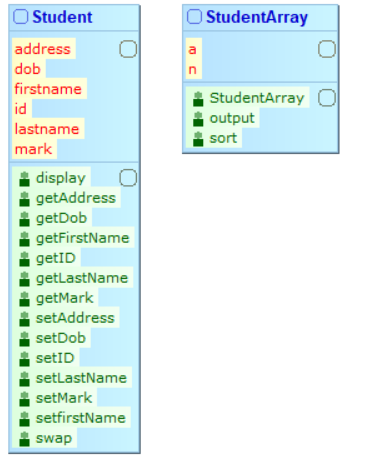 Student
address
dob
firstname
id
lastname
mark
display
getAddress
getDob
getFirstName
getID
getLastName
getMark
setAddress
setDob
setID
setLastName
setMark
setfirstName
swap
StudentArray
a
n
StudentArray
output
sort